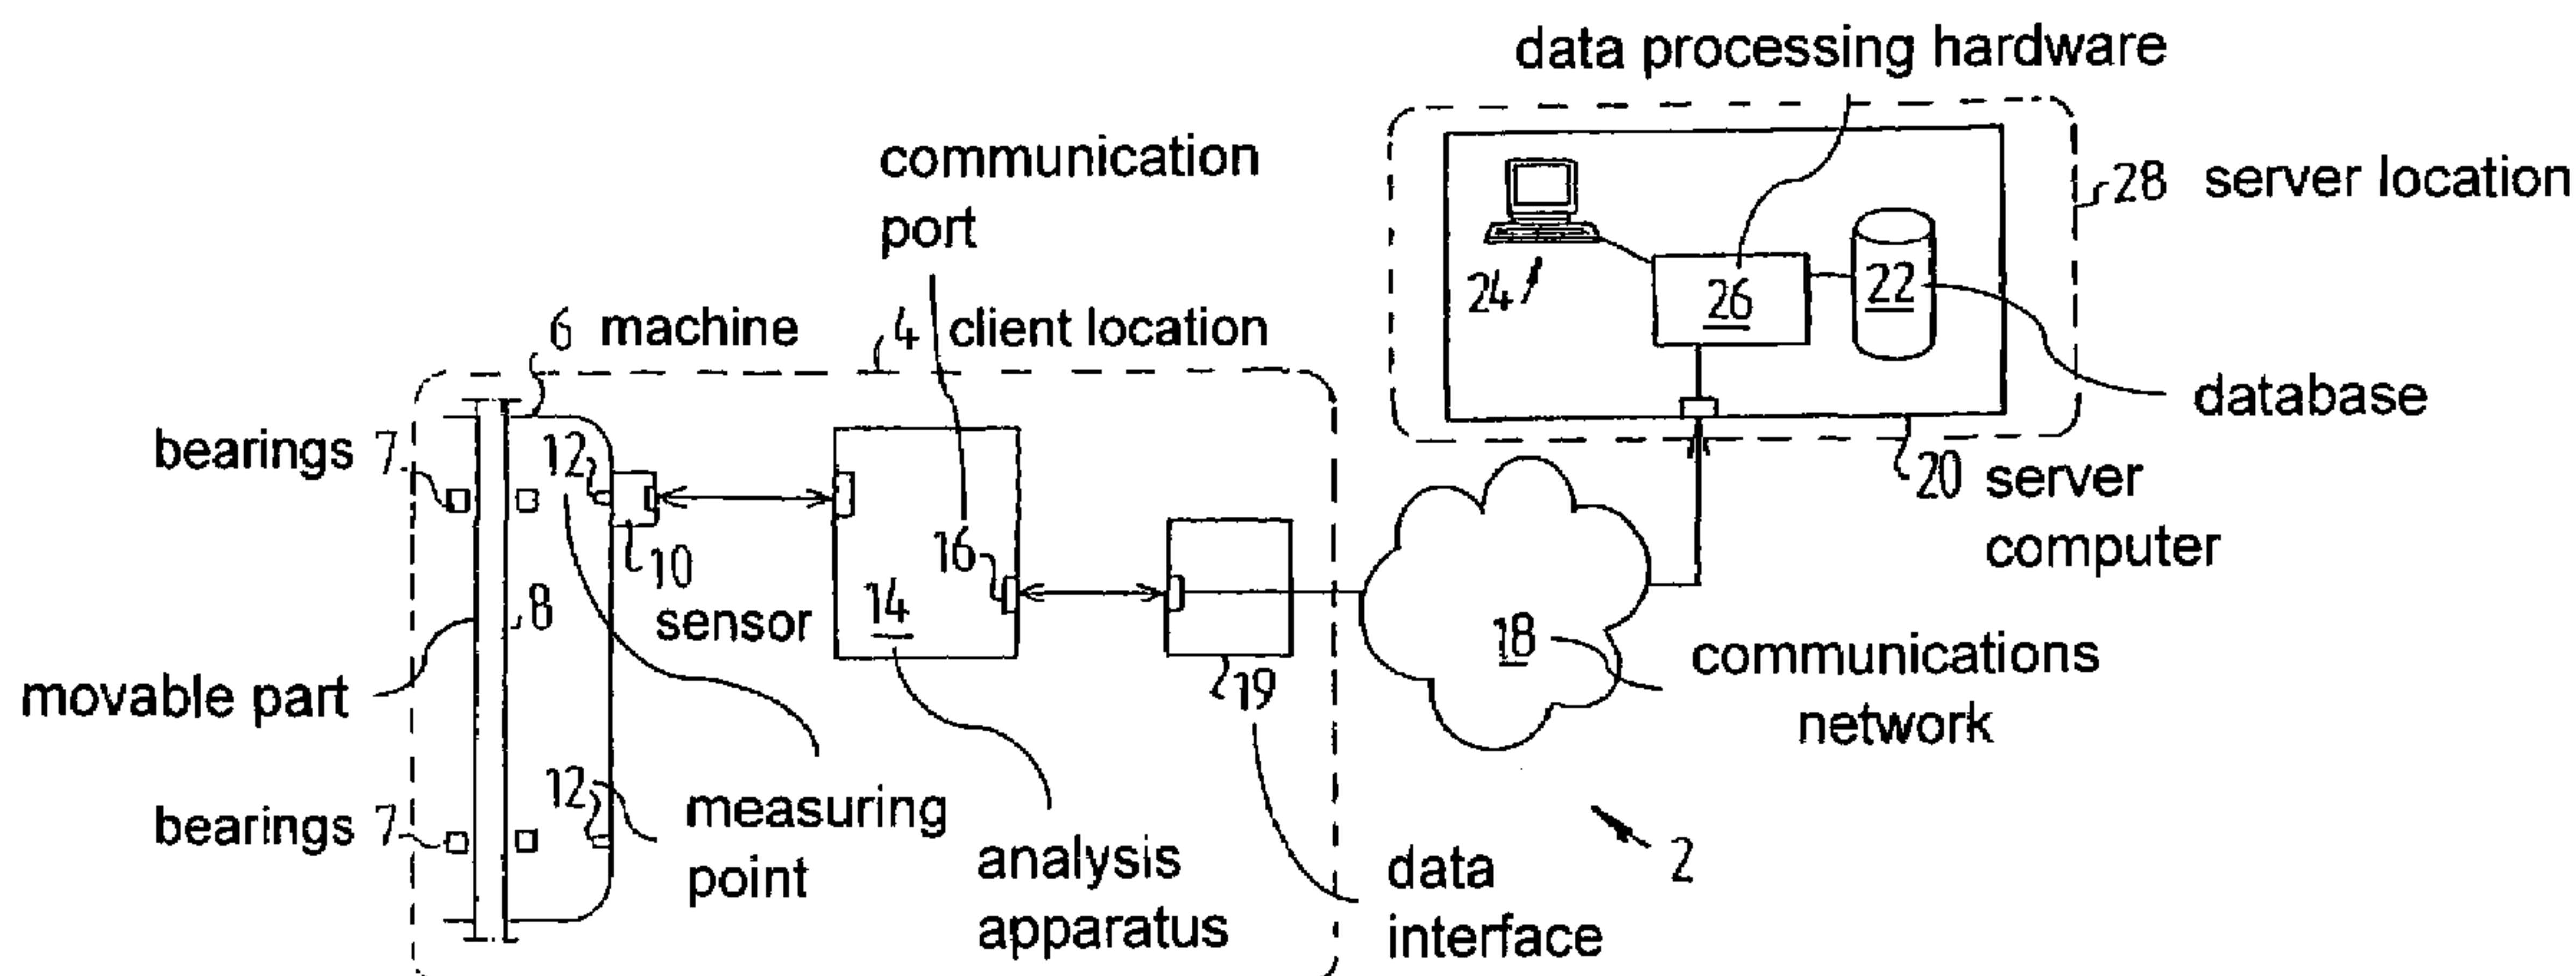 data processing hardware
communication
port
28 server location
24
26
22
6 machine
4 client location
database
bearings 7
12
20 server
computer
10
sensor
16
14
8
18
19
communications
network
movable part
12
measuring
point
bearings 7
analysis
apparatus
data
interface
2